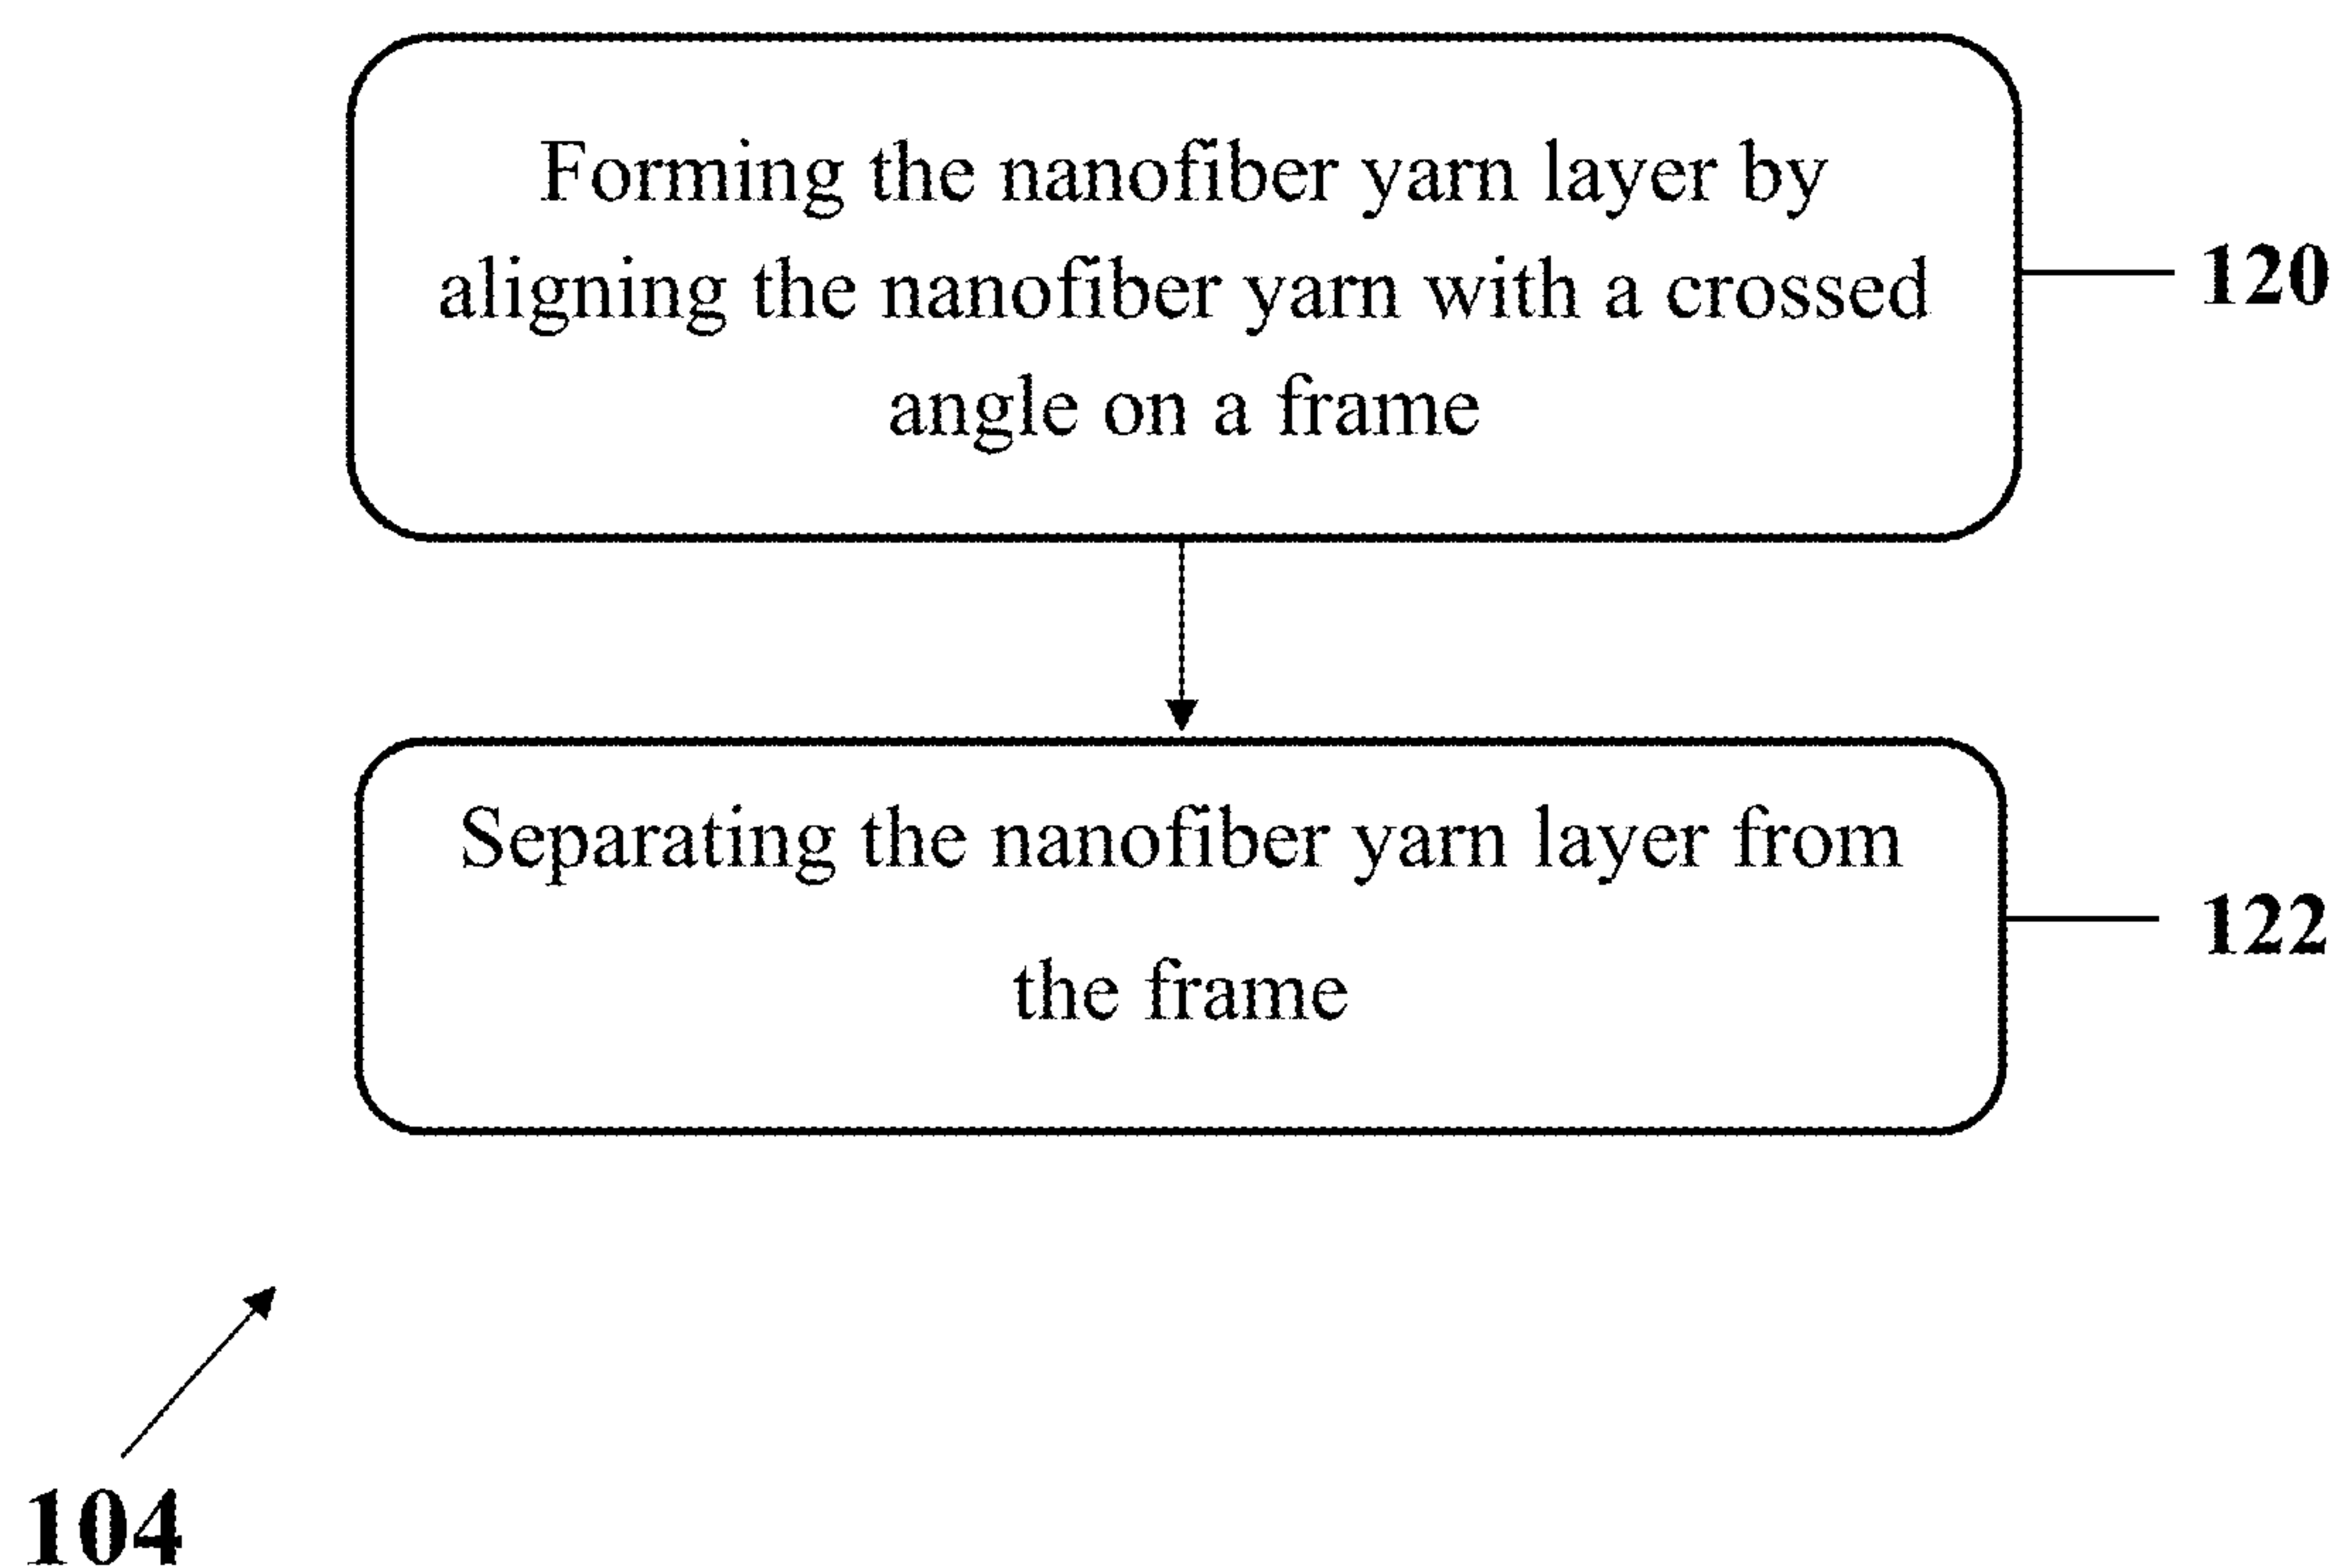 Forming the nanofiber yarn layer by
aligning the nanofiber yarn with a crossed
angle on a frame
120
Separating the nanofiber yarn layer from
the frame
122
104